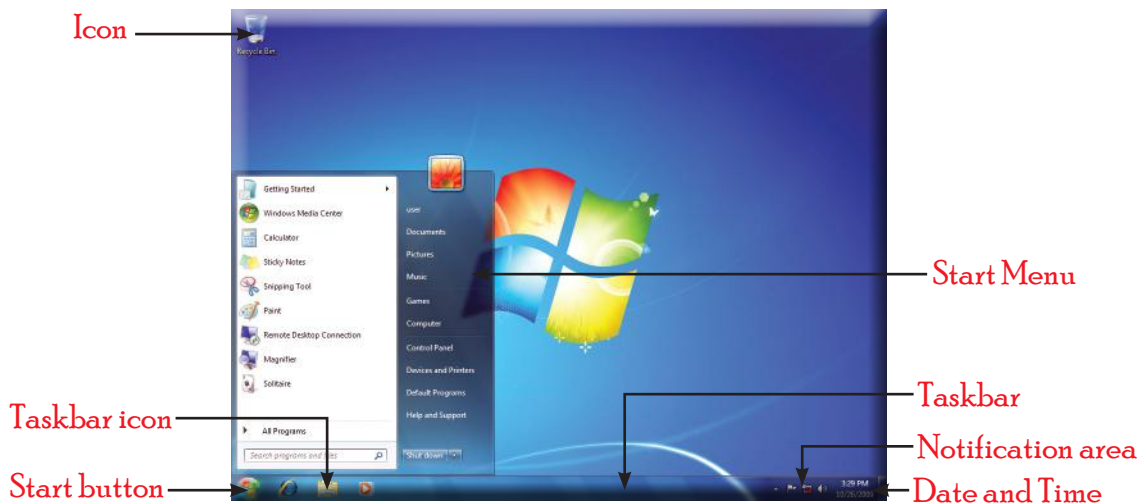 Icon
Recycle Bin
Getting Started
Windows Media Center
Calculator
Sticky Notes
Snipping Tool
Paint
Remote Desktop Connection
Magnifier
Solitaire
All Programs
Search programs and files
user
Documents
Pictures
Music
Games
Computer
Control Panel
Devices and Printers
Default Programs
Help and Support
Shut down
Start Menu
Taskbar icon
Taskbar
Notification area
Start button
3:29 PM
10/26/2009
Date and Time